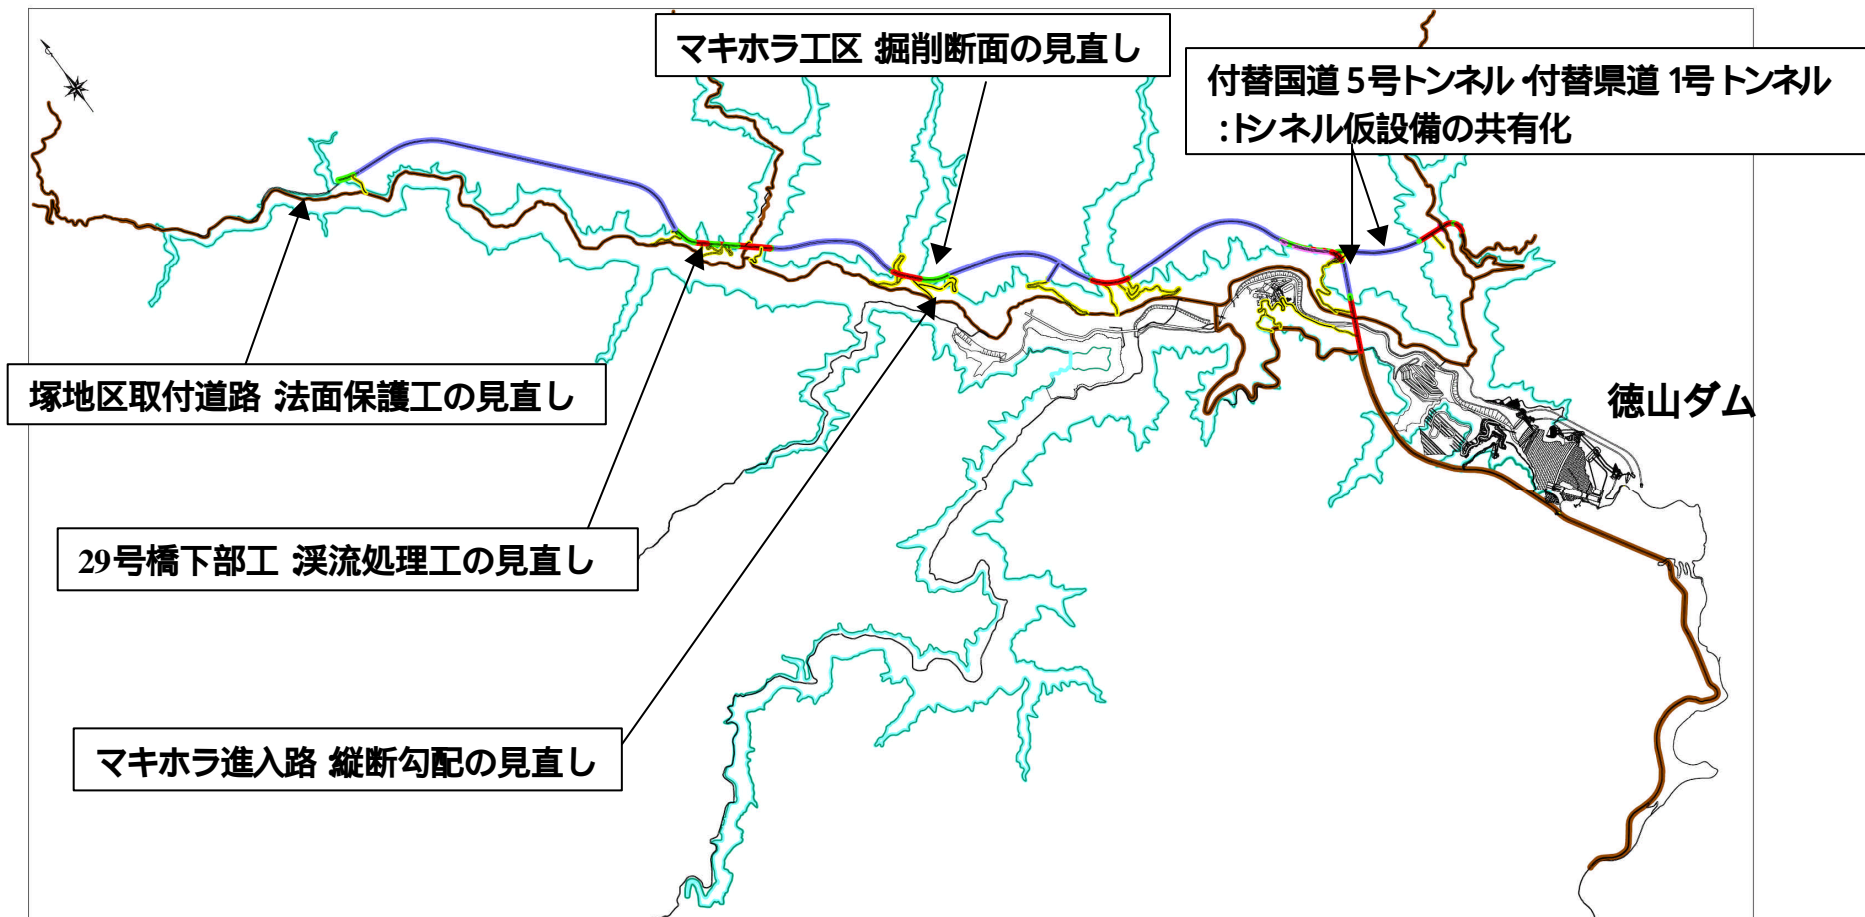 マキホラ工区 :掘削断面の見直し
付替国道 5号トンネル ・付替県道 1号トンネル
:トンネル仮設備の共有化
塚地区取付道路 :法面保護工の見直し
徳山ダム
29号橋下部工 :渓流処理工の見直し
マキホラ進入路 :縦断勾配の見直し